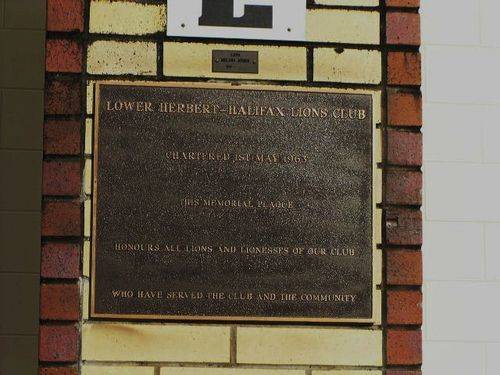 E
LOWER HERBERT-HALIFAX LIONS CLUB
CHARTERED 1ST MAY 1963
THIS MEMORIAL PLAQUE
HONOURS ALL LIONS AND LIONESSES OF OUR CLUB
WHO HAVE SERVED THE CLUB AND THE COMMUNITY